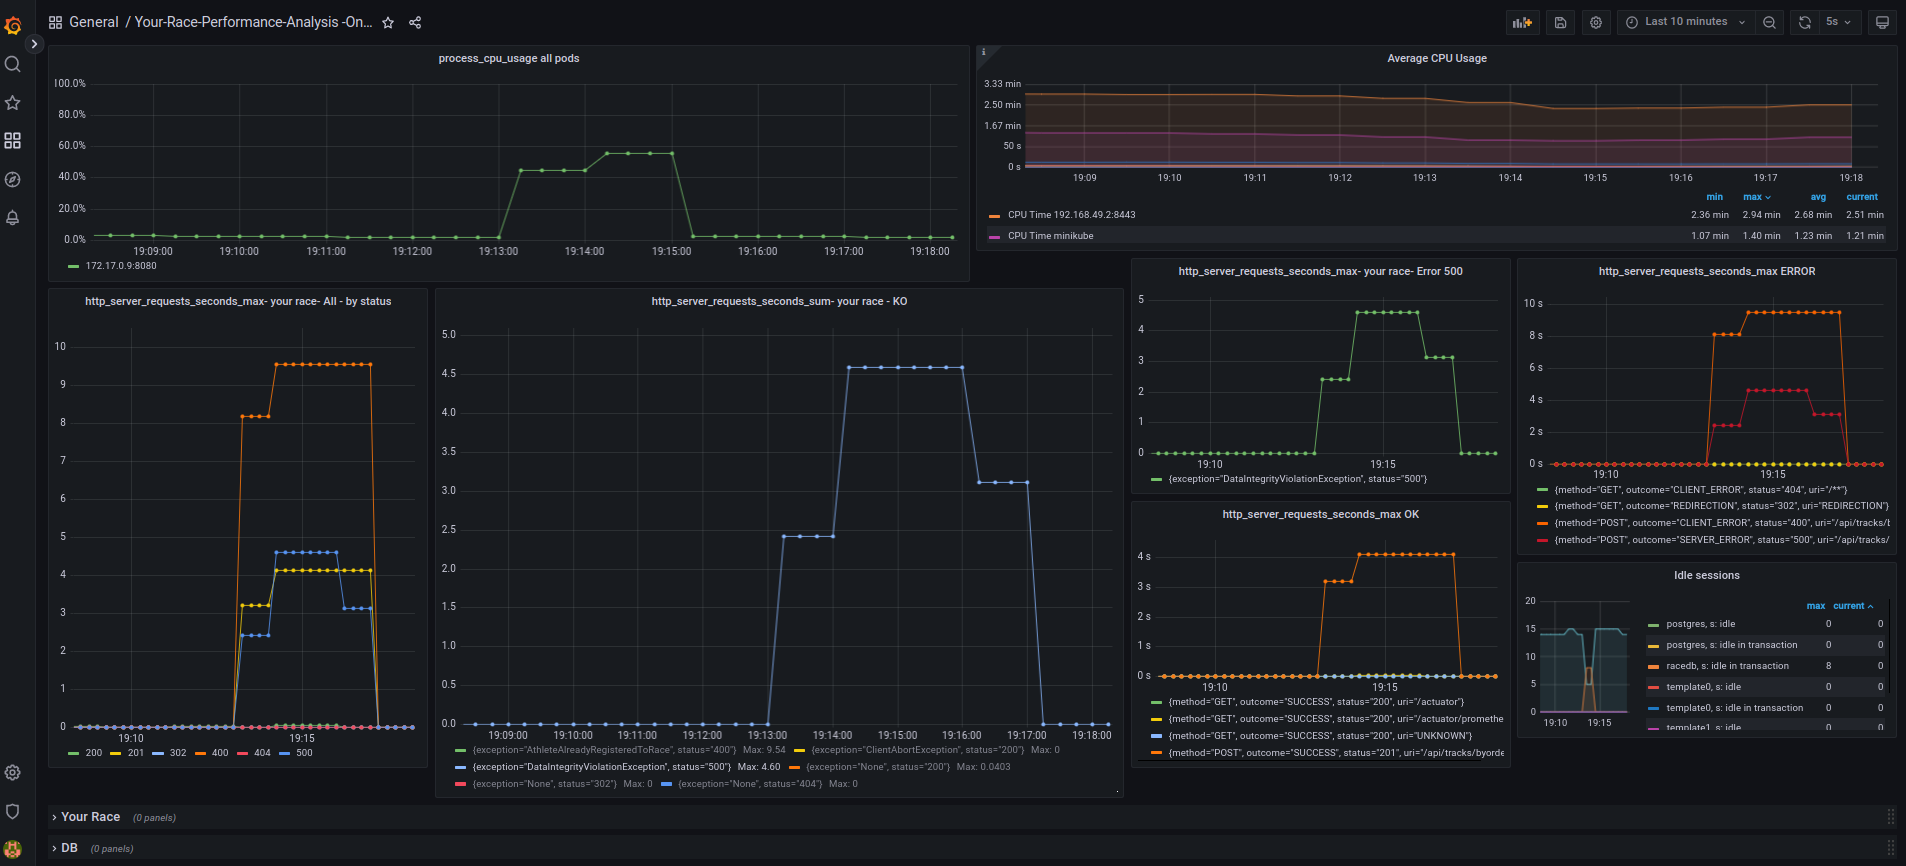 General / Your-Race-Performance-Analysis -On...
Last 10 minutes
5s
process_cpu_usage all pods
100.0%
80.0%
60.0%
40.0%
20.0%
0.0%
19:09:00 19:10:00 19:11:00 19:12:00 19:13:00 19:14:00 19:15:00 19:16:00 19:17:00 19:18:00
172.17.0.9:8080
i
Average CPU Usage
3.33 min
2.50 min
1.67 min
50 s
0 s
19:09 19:10 19:11 19:12 19:13 19:14 19:15 19:16 19:17 19:18
min max avg current
CPU Time 192.168.49.2:8443 2.36 min 2.94 min 2.68 min 2.51 min
CPU Time minikube 1.07 min 1.40 min 1.23 min 1.21 min
http_server_requests_seconds_max- your race- All - by status
10
9
8
7
6
5
4
3
2
1
0
19:10 19:15
200 201 302 400 404 500
http_server_requests_seconds_sum- your race - KO
5.0
4.5
4.0
3.5
3.0
2.5
2.0
1.5
1.0
0.5
0.0
19:09:00 19:10:00 19:11:00 19:12:00 19:13:00 19:14:00 19:15:00 19:16:00 19:17:00 19:18:00
{exception="AthleteAlreadyRegisteredToRace", status="400"} Max: 9.54 {exception="ClientAbortException", status="200"} Max: 0
{exception="DataIntegrityViolationException", status="500"} Max: 4.60 {exception="None", status="200"} Max: 0.0403
{exception="None", status="302"} Max: 0 {exception="None", status="404"} Max: 0
http_server_requests_seconds_max- your race- Error 500
5
4
3
2
1
0
19:10 19:15
{exception="DataIntegrityViolationException", status="500"}
http_server_requests_seconds_max OK
4 s
3 s
2 s
1 s
0 s
19:10 19:15
{method="GET", outcome="SUCCESS", status="200", uri="/actuator"}
{method="GET", outcome="SUCCESS", status="200", uri="/actuator/promethe
{method="GET", outcome="SUCCESS", status="200", uri="UNKNOWN"}
{method="POST", outcome="SUCCESS", status="201", uri="/api/tracks/byorde
http_server_requests_seconds_max ERROR
10 s
8 s
6 s
4 s
2 s
0 s
19:10 19:15
{method="GET", outcome="CLIENT_ERROR", status="404", uri="/**"}
{method="GET", outcome="REDIRECTION", status="302", uri="REDIRECTION"}
{method="POST", outcome="CLIENT_ERROR", status="400", uri="/api/tracks/b
{method="POST", outcome="SERVER_ERROR", status="500", uri="/api/tracks/
Idle sessions
20
15
10
5
0
19:10 19:15
max current
postgres, s: idle 0 0
postgres, s: idle in transaction 0 0
racedb, s: idle in transaction 8 0
template0, s: idle 0 0
template0, s: idle in transaction 0 0
template1, s: idle 0 0
Your Race (0 panels)
DB (0 panels)